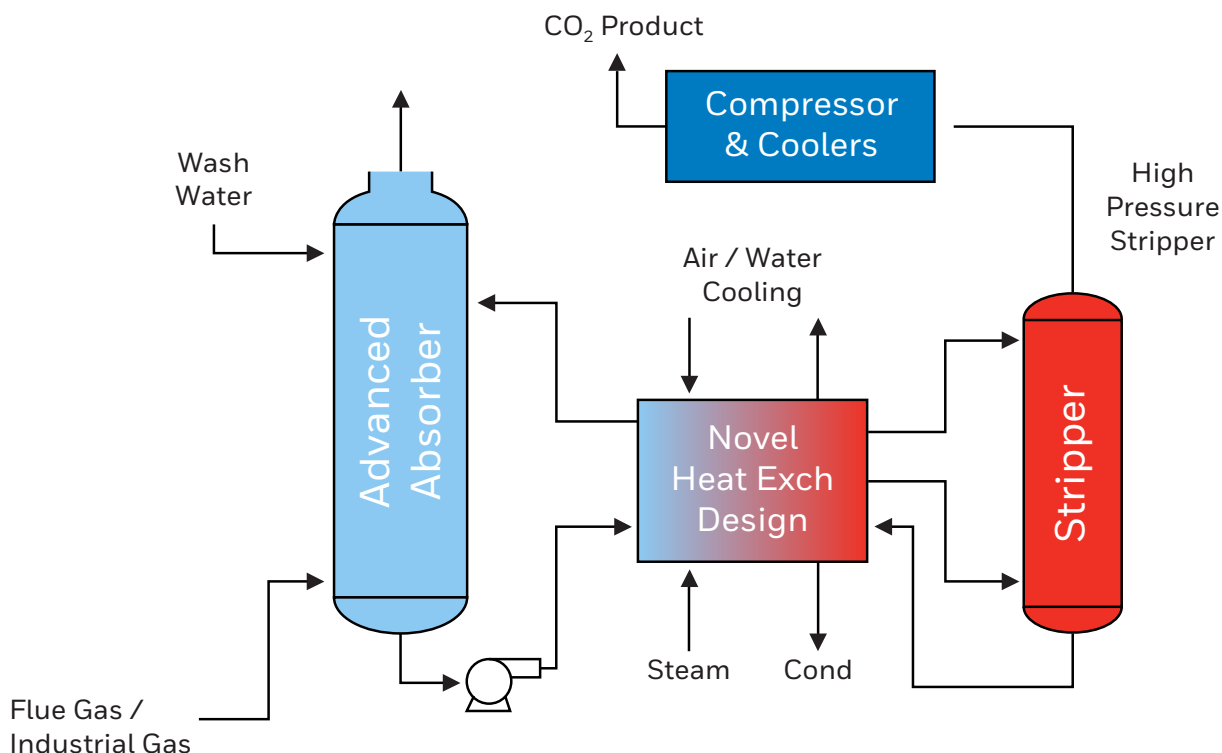 CO₂ Product
Compressor
& Coolers
Wash
Water
High
Pressure
Stripper
Air / Water
Cooling
Advanced
Absorber
Novel
Heat Exch
Design
Stripper
Steam
Cond
Flue Gas /
Industrial Gas